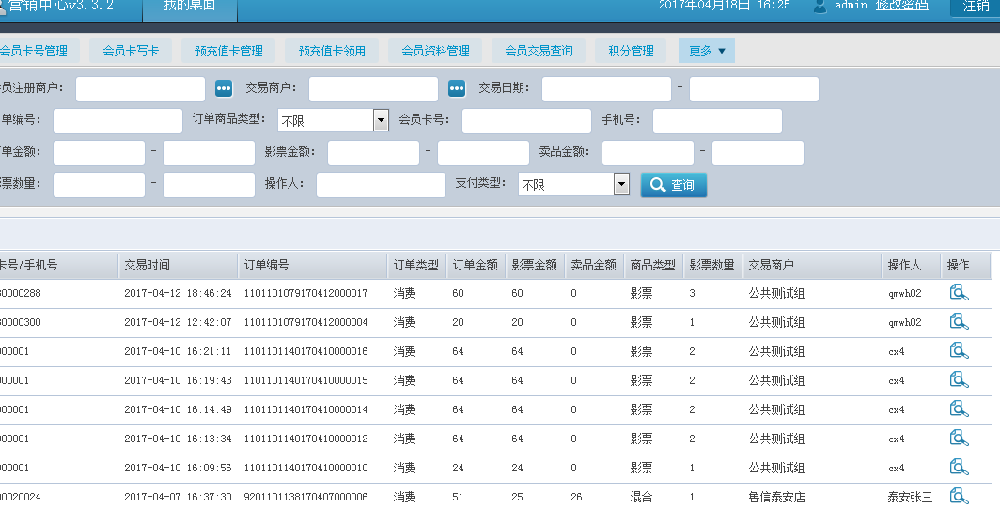 营销中心v3.3.2 我的桌面 2017年04月18日 16:25 admin 修改密码 注销
会员卡号管理 会员卡写卡 预充值卡管理 预充值卡领用 会员资料管理 会员交易查询 积分管理 更多 ▼
员注册商户: 交易商户: 交易日期: -
单编号: 订单商品类型: 不限 会员卡号: 手机号:
单金额: - 影票金额: - 卖品金额: -
票数量: - 操作人: 支付类型: 不限 查询
卡号/手机号 交易时间 订单编号 订单类型 订单金额 影票金额 卖品金额 商品类型 影票数量 交易商户 操作人 操作
0000288 2017-04-12 18:46:24 1101101079170412000017 消费 60 60 0 影票 3 公共测试组 qmwh02
0000300 2017-04-12 12:42:07 1101101079170412000004 消费 20 20 0 影票 1 公共测试组 qmwh02
000001 2017-04-10 16:21:11 1101101140170410000016 消费 64 64 0 影票 2 公共测试组 cx4
000001 2017-04-10 16:19:43 1101101140170410000015 消费 64 64 0 影票 2 公共测试组 cx4
000001 2017-04-10 16:14:49 1101101140170410000014 消费 64 64 0 影票 2 公共测试组 cx4
000001 2017-04-10 16:13:34 1101101140170410000012 消费 64 64 0 影票 2 公共测试组 cx4
000001 2017-04-10 16:09:56 1101101140170410000010 消费 24 24 0 影票 1 公共测试组 cx4
00020024 2017-04-07 16:37:30 9201101138170407000006 消费 51 25 26 混合 1 鲁信泰安店 泰安张三